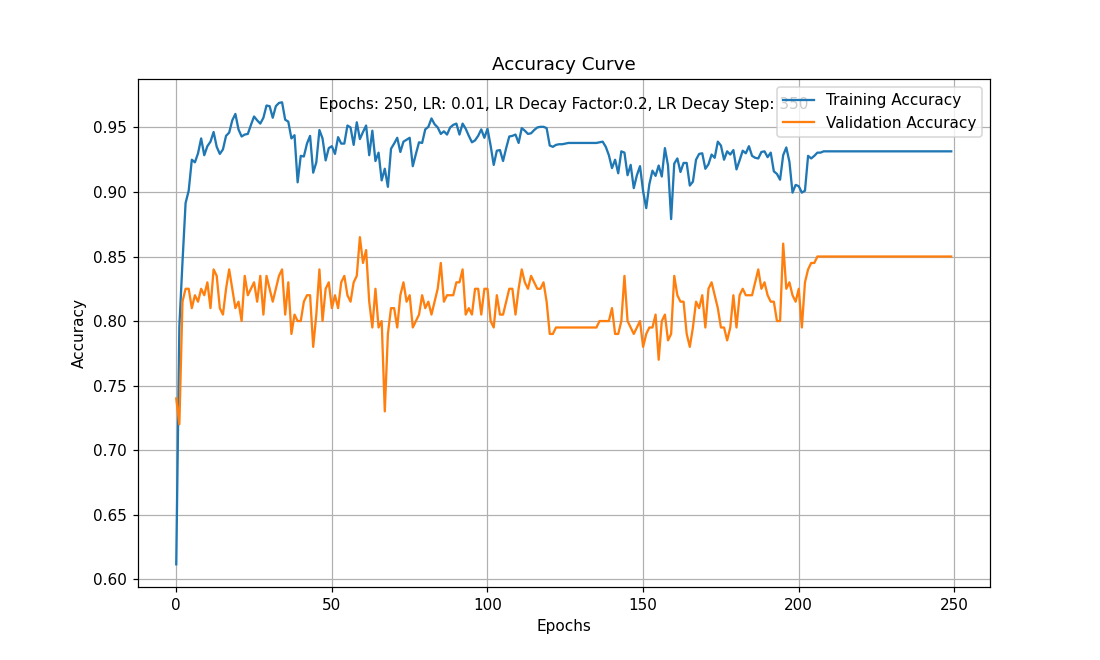 Accuracy Curve
Epochs: 250, LR: 0.01, LR Decay Factor:0.2, LR Decay Step:
Training Accuracy
Validation Accuracy
Accuracy
0.95
0.90
0.85
0.80
0.75
0.70
0.65
0.60
0 50 100 150 200 250
Epochs